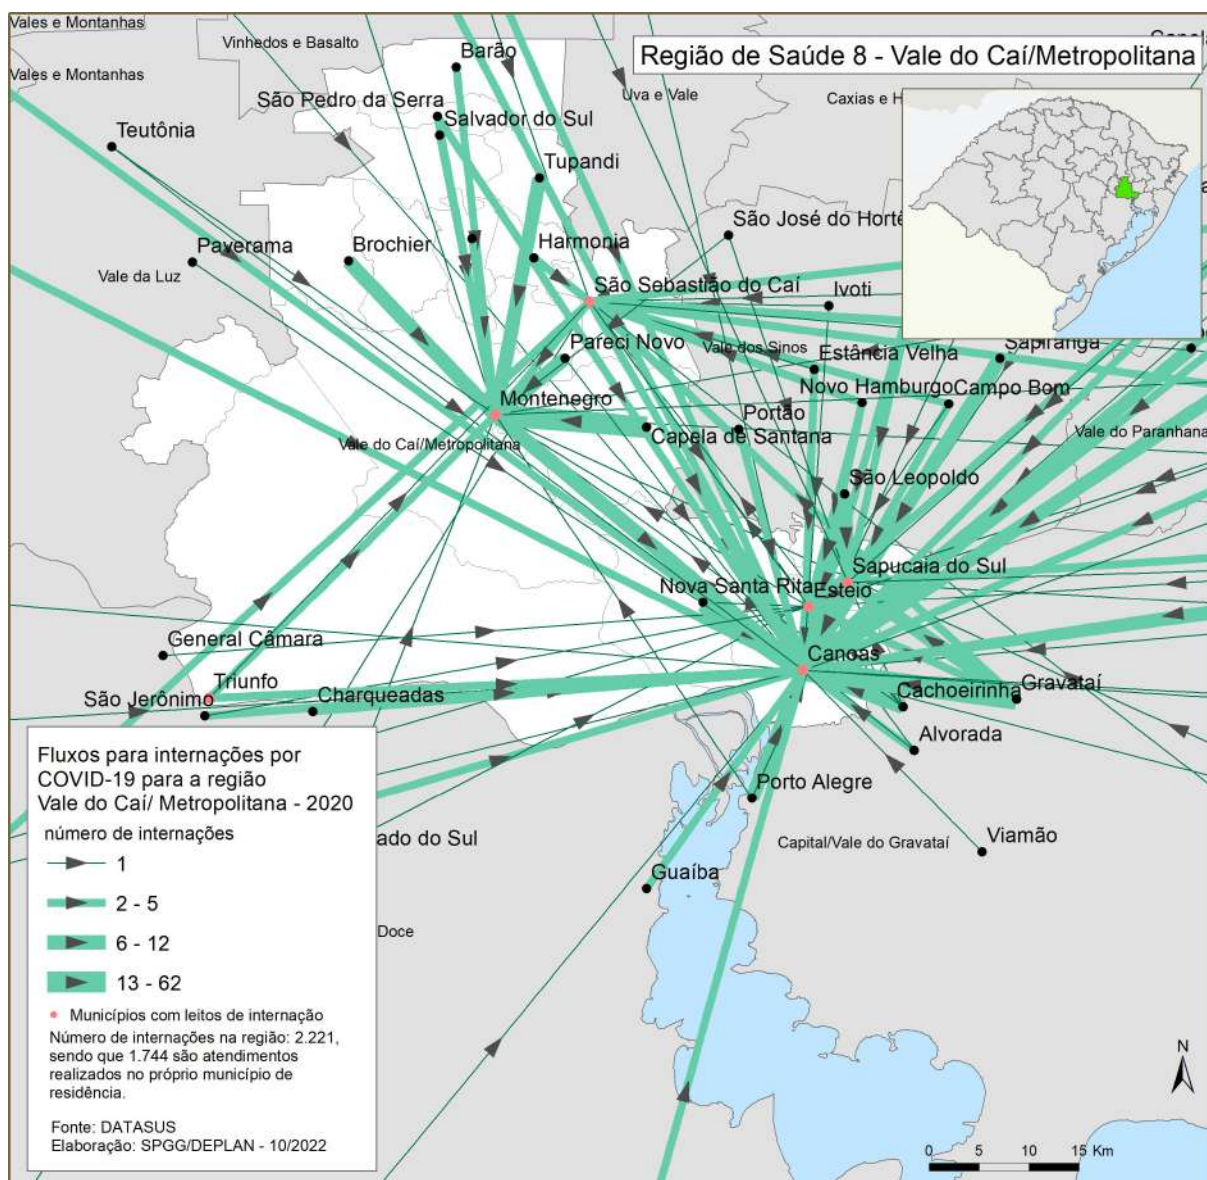 Vales e Montanhas
Vinhedos e Basalto
Barão
Região de Saúde 8 - Vale do Caí/Metropolitana
Vales e Montanhas
São Pedro da Serra
Uva e Vale
Caxias e H
Salvador do Sul
Teutônia
Tupandi
São José do Horté
Paverama
Brochier
Harmonia
Vale da Luz
São Sebastião do Caí
Ivoti
Pareci Novo
Vale dos Sinos
Estância Velha
Sapiranga
Montenegro
Novo Hamburgo
Campo Bom
Portão
Vale do Caí/Metropolitana
Capela de Santana
Vale do Paranhana
São Leopoldo
Nova Santa Rita
Esteio
Sapucaia do Sul
General Câmara
Canoas
Triunfo
São Jerônimo
Charqueadas
Cachoeirinha
Gravataí
Alvorada
Porto Alegre
Viamão
ado do Sul
Capital/Vale do Gravataí
Guaíba
Doce
Fluxos para internações por
COVID-19 para a região
Vale do Caí/ Metropolitana - 2020
número de internações
1
2 - 5
6 - 12
13 - 62
Municípios com leitos de internação
Número de internações na região: 2.221,
sendo que 1.744 são atendimentos
realizados no próprio município de
residência.
Fonte: DATASUS
Elaboração: SPGG/DEPLAN - 10/2022
N
0 5 10 15 Km